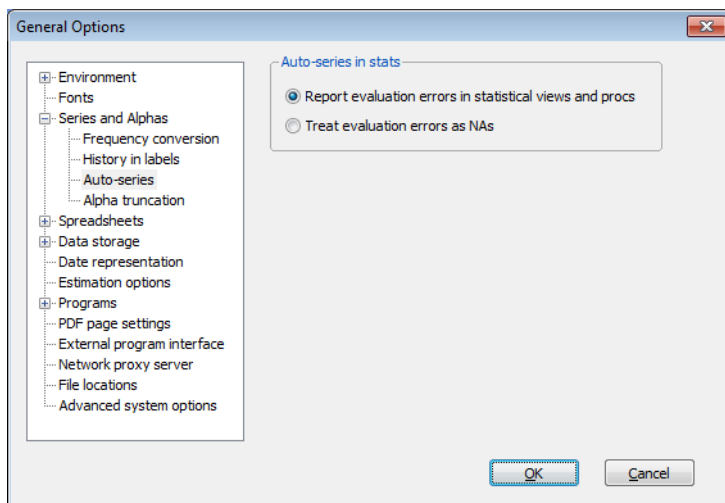 General Options
Environment
Fonts
Series and Alphas
Frequency conversion
History in labels
Auto-series
Alpha truncation
Spreadsheets
Data storage
Date representation
Estimation options
Programs
PDF page settings
External program interface
Network proxy server
File locations
Advanced system options
Auto-series in stats
Report evaluation errors in statistical views and procs
Treat evaluation errors as NAs
OK
Cancel